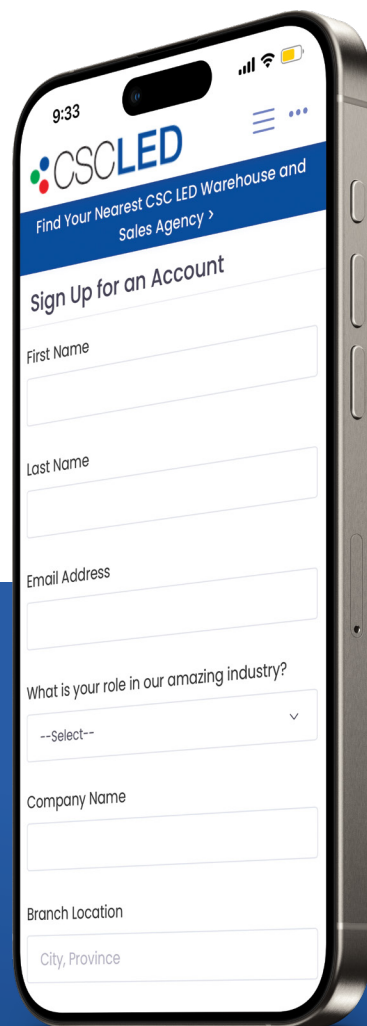 9:33
CSCLED
Find Your Nearest CSC LED Warehouse and
Sales Agency >
Sign Up for an Account
First Name
Last Name
Email Address
What is your role in our amazing industry?
--Select--
Company Name
Branch Location
City, Province